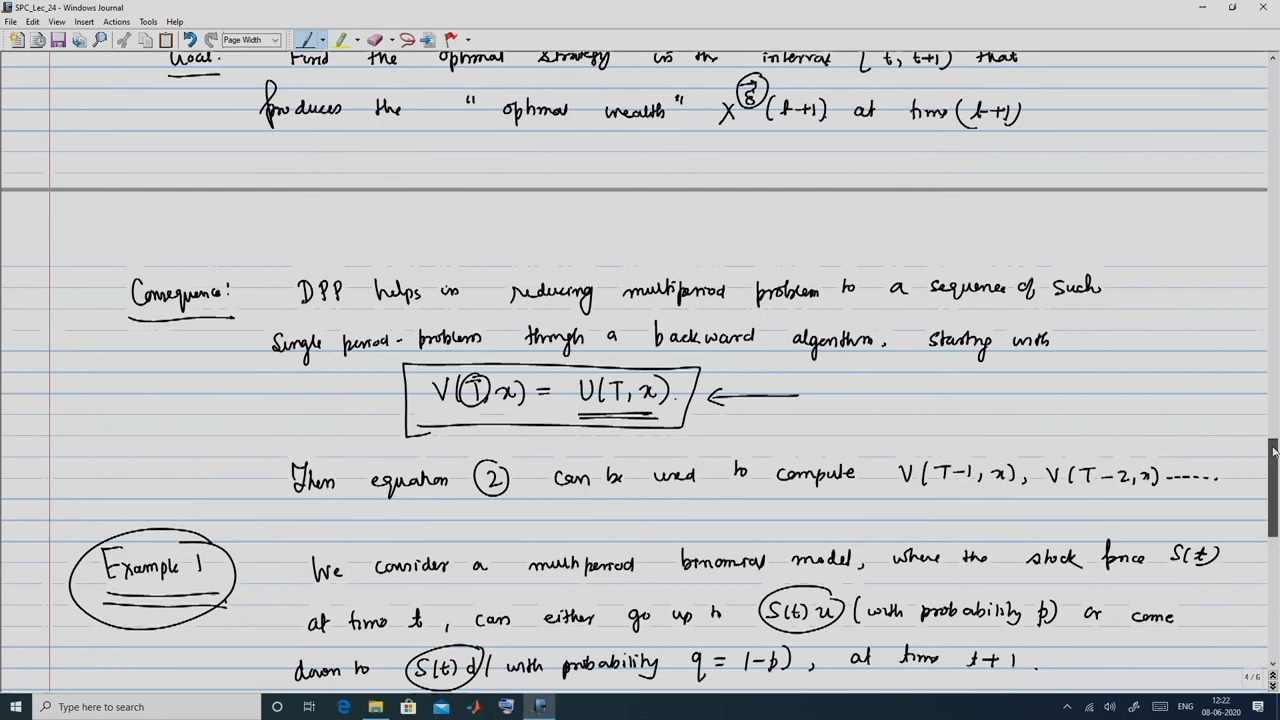 SPC_Lec_24 - Windows Journal
File Edit View Insert Actions Tools Help
Page Width
Goal: Find the optimal strategy in the interval [t, t+1) that
produces the "optimal wealth" X^δ⃗ (t+1) at time (t+1)
Consequence: DPP helps in reducing multiperiod problem to a sequence of such
single period-problems through a backward algorithm, starting with
V(T, x) = U(T, x).
Then equation (2) can be used to compute V(T-1, x), V(T-2, x) ------
Example 1 We consider a multiperiod binomial model, where the stock price S(t)
at time t, can either go up to S(t) u (with probability p) or come
down to S(t) d (with probability q = 1-p), at time t+1.
4 / 6
Type here to search
ENG
12:22
08-06-2020